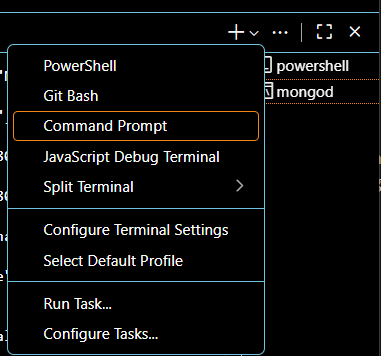 PowerShell
Git Bash
Command Prompt
JavaScript Debug Terminal
Split Terminal
Configure Terminal Settings
Select Default Profile
Run Task...
Configure Tasks...
powershell
mongod